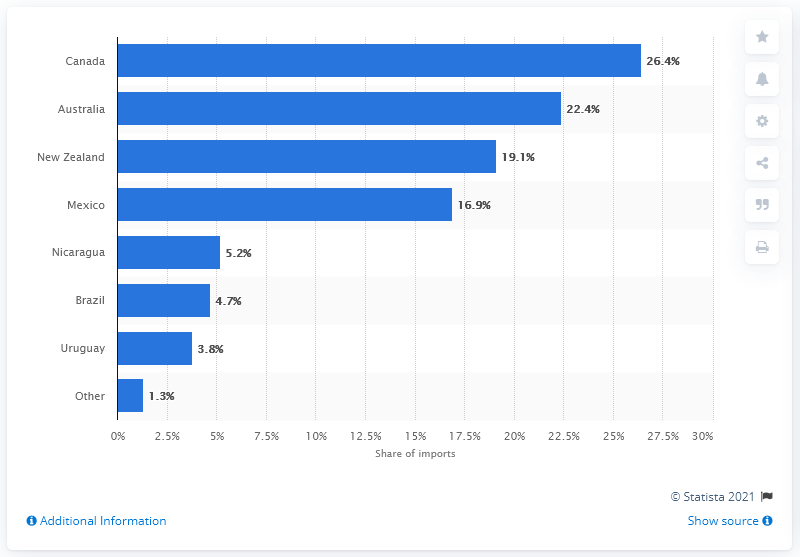 Canada 26.4%
Australia 22.4%
New Zealand 19.1%
Mexico 16.9%
Nicaragua 5.2%
Brazil 4.7%
Uruguay 3.8%
Other 1.3%
0% 2.5% 5% 7.5% 10% 12.5% 15% 17.5% 20% 22.5% 25% 27.5% 30%
Share of imports
© Statista 2021
Additional Information Show source